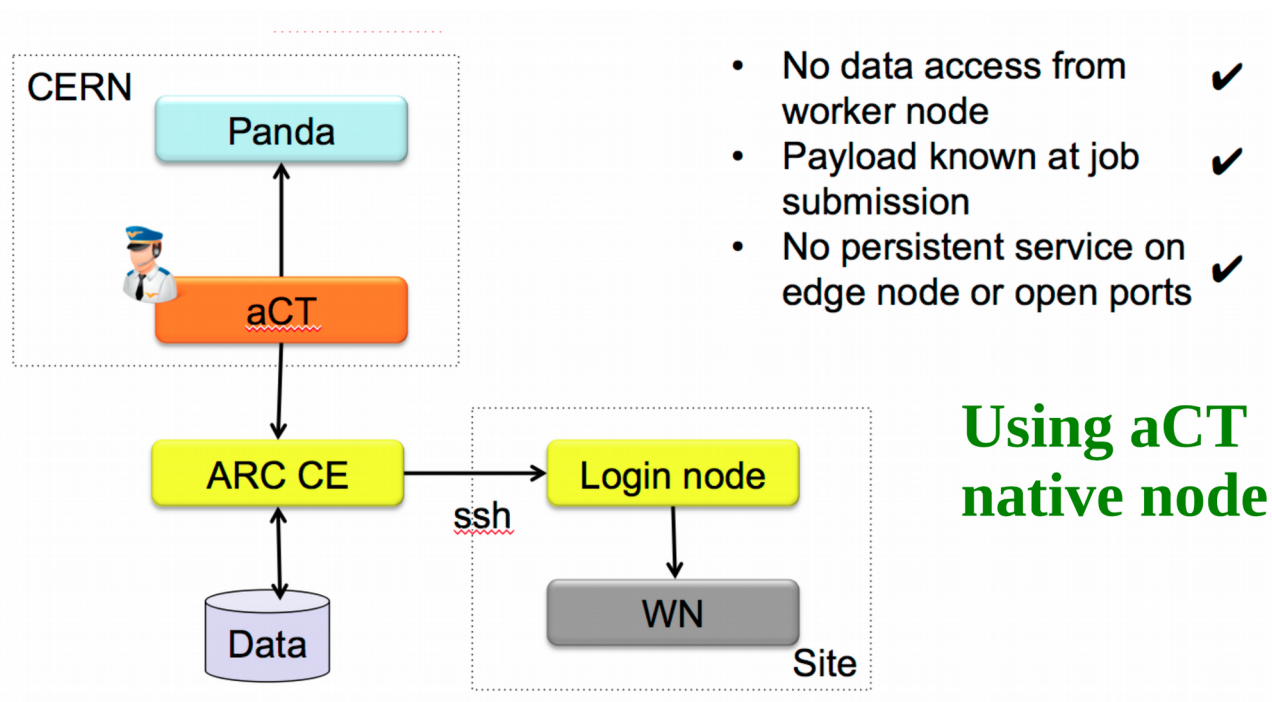 CERN
Panda
aCT
ARC CE
ssh
Login node
WN
Site
Data
• No data access from
worker node ✔
• Payload known at job
submission ✔
• No persistent service on
edge node or open ports ✔
Using aCT
native node